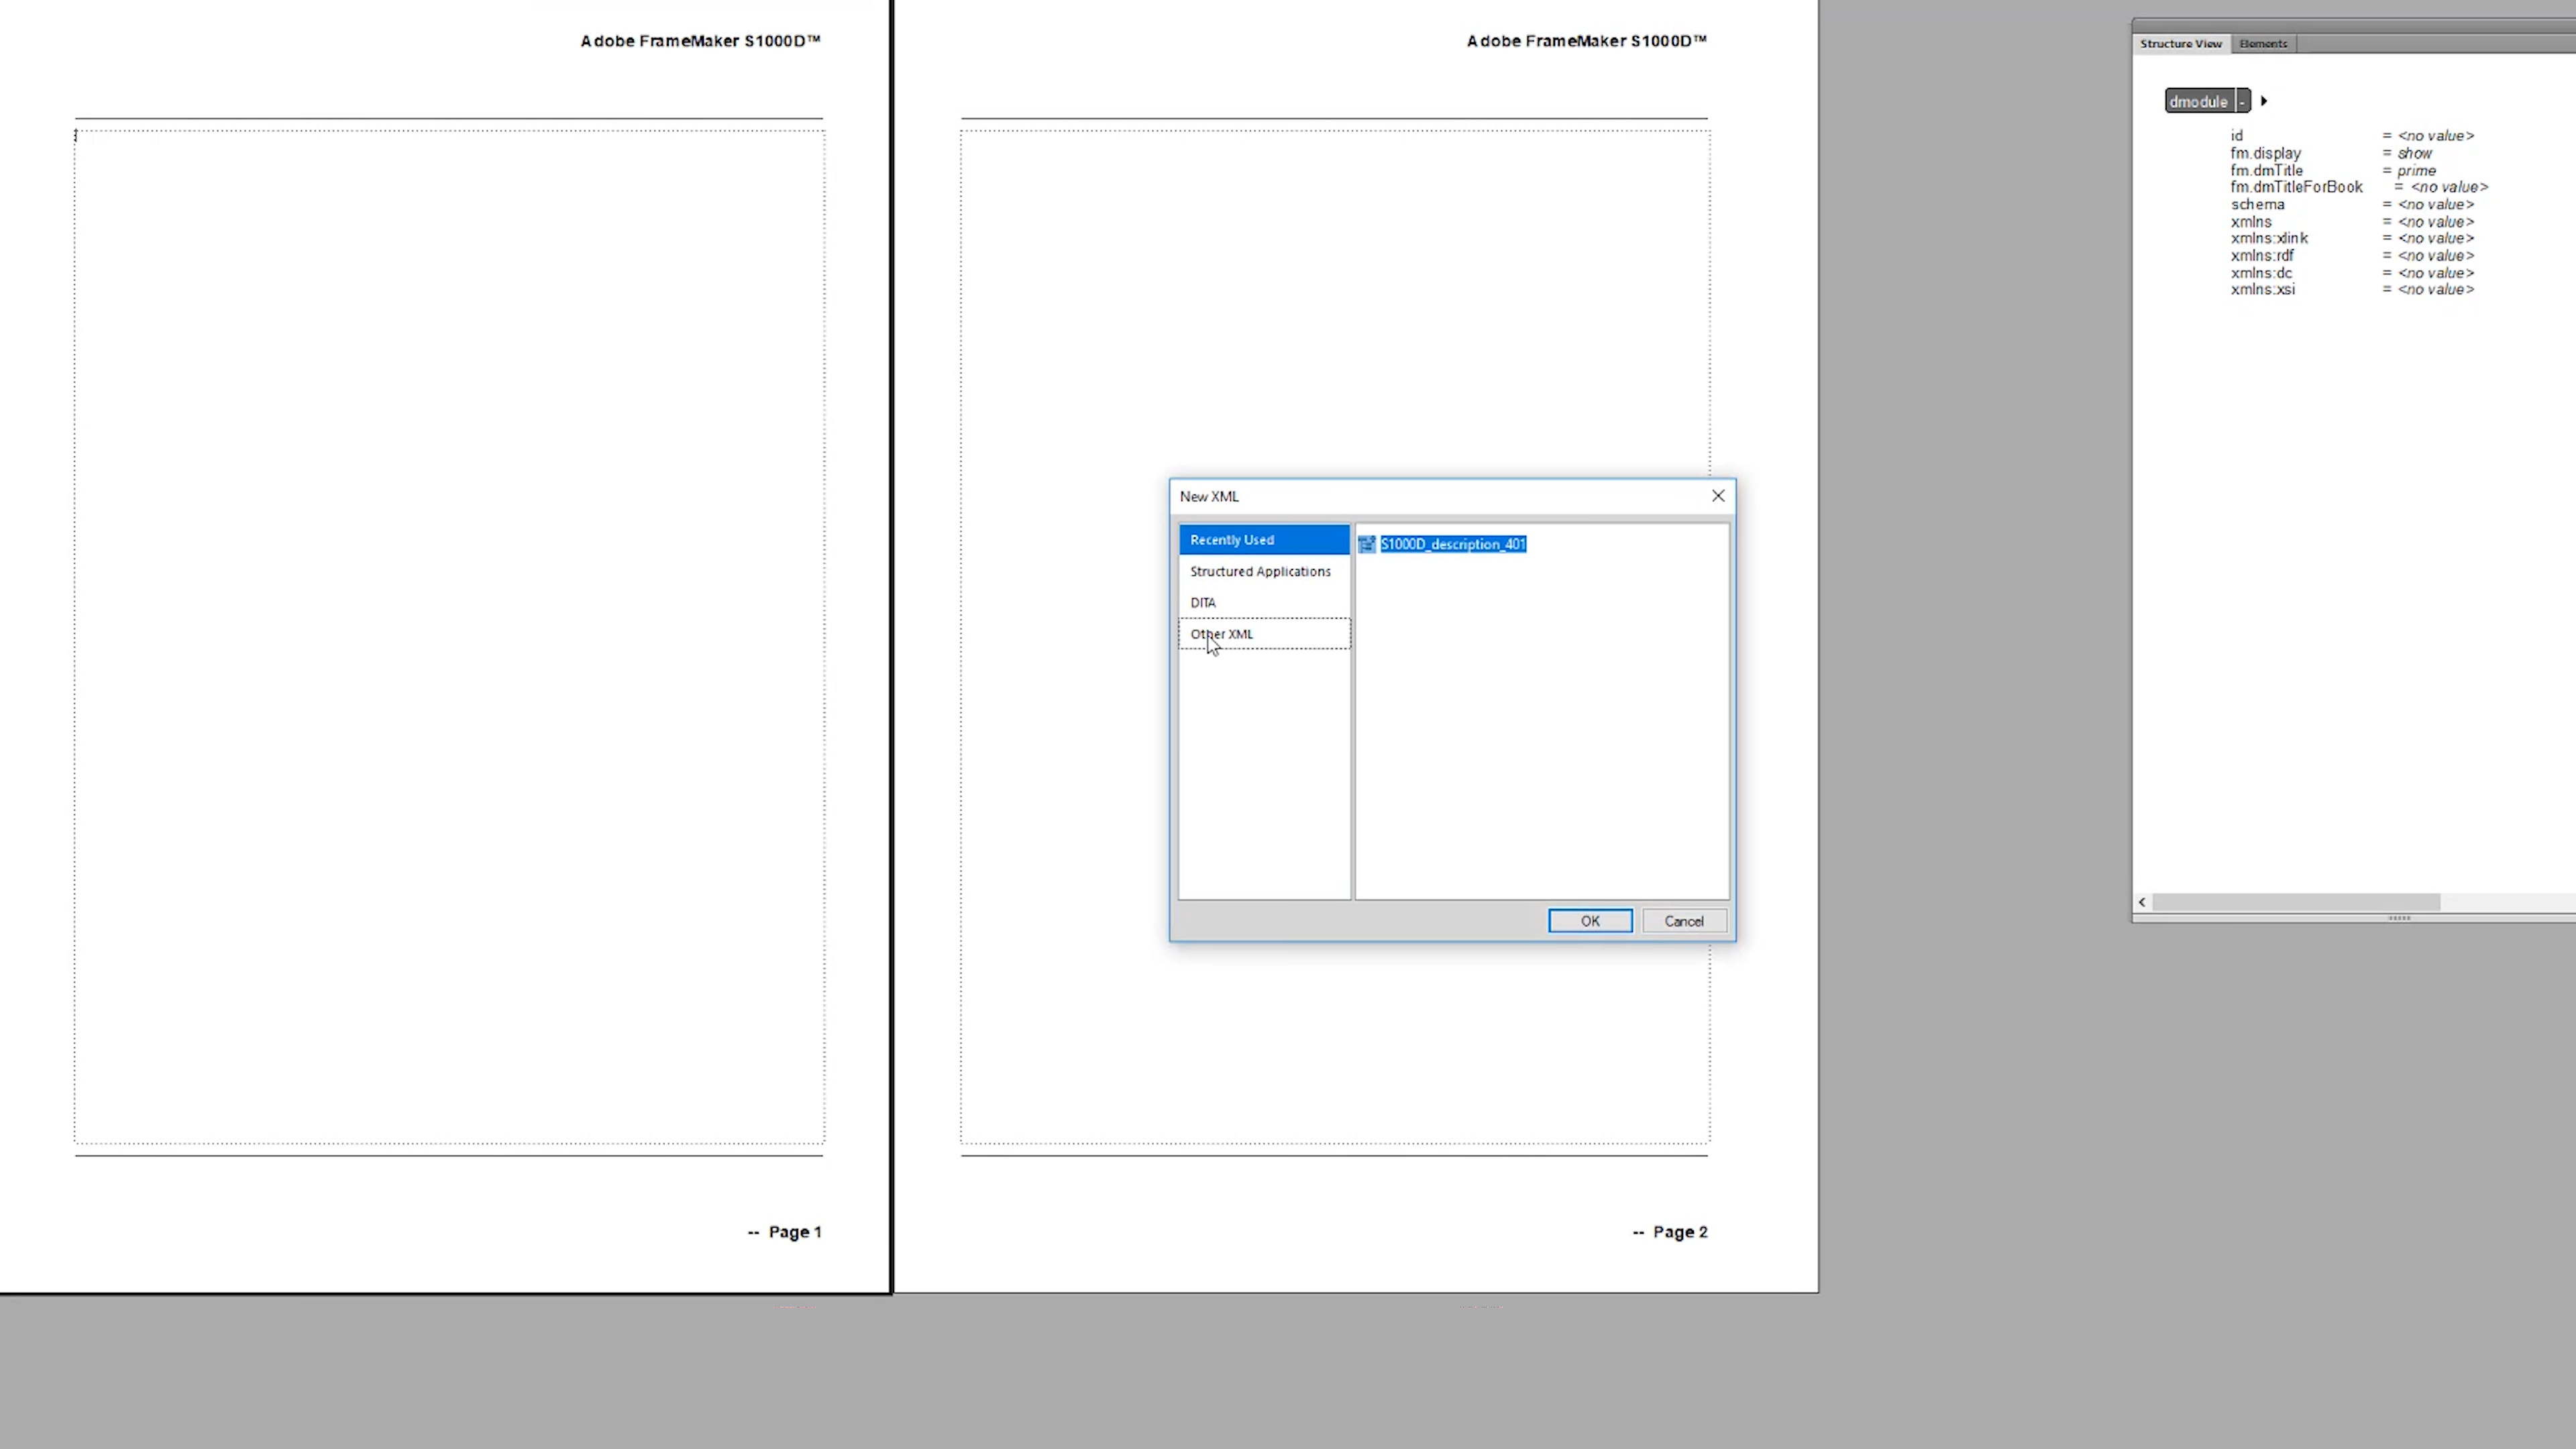 Adobe FrameMaker S1000D™
Adobe FrameMaker S1000D™
Structure View
Elements
dmodule -
id = <no value>
fm.display = show
fm.dmTitle = prime
fm.dmTitleForBook = <no value>
schema = <no value>
xmlns = <no value>
xmlns:xlink = <no value>
xmlns:rdf = <no value>
xmlns:dc = <no value>
xmlns:xsi = <no value>
New XML
Recently Used
Structured Applications
DITA
Other XML
S1000D_description_401
OK
Cancel
-- Page 1
-- Page 2